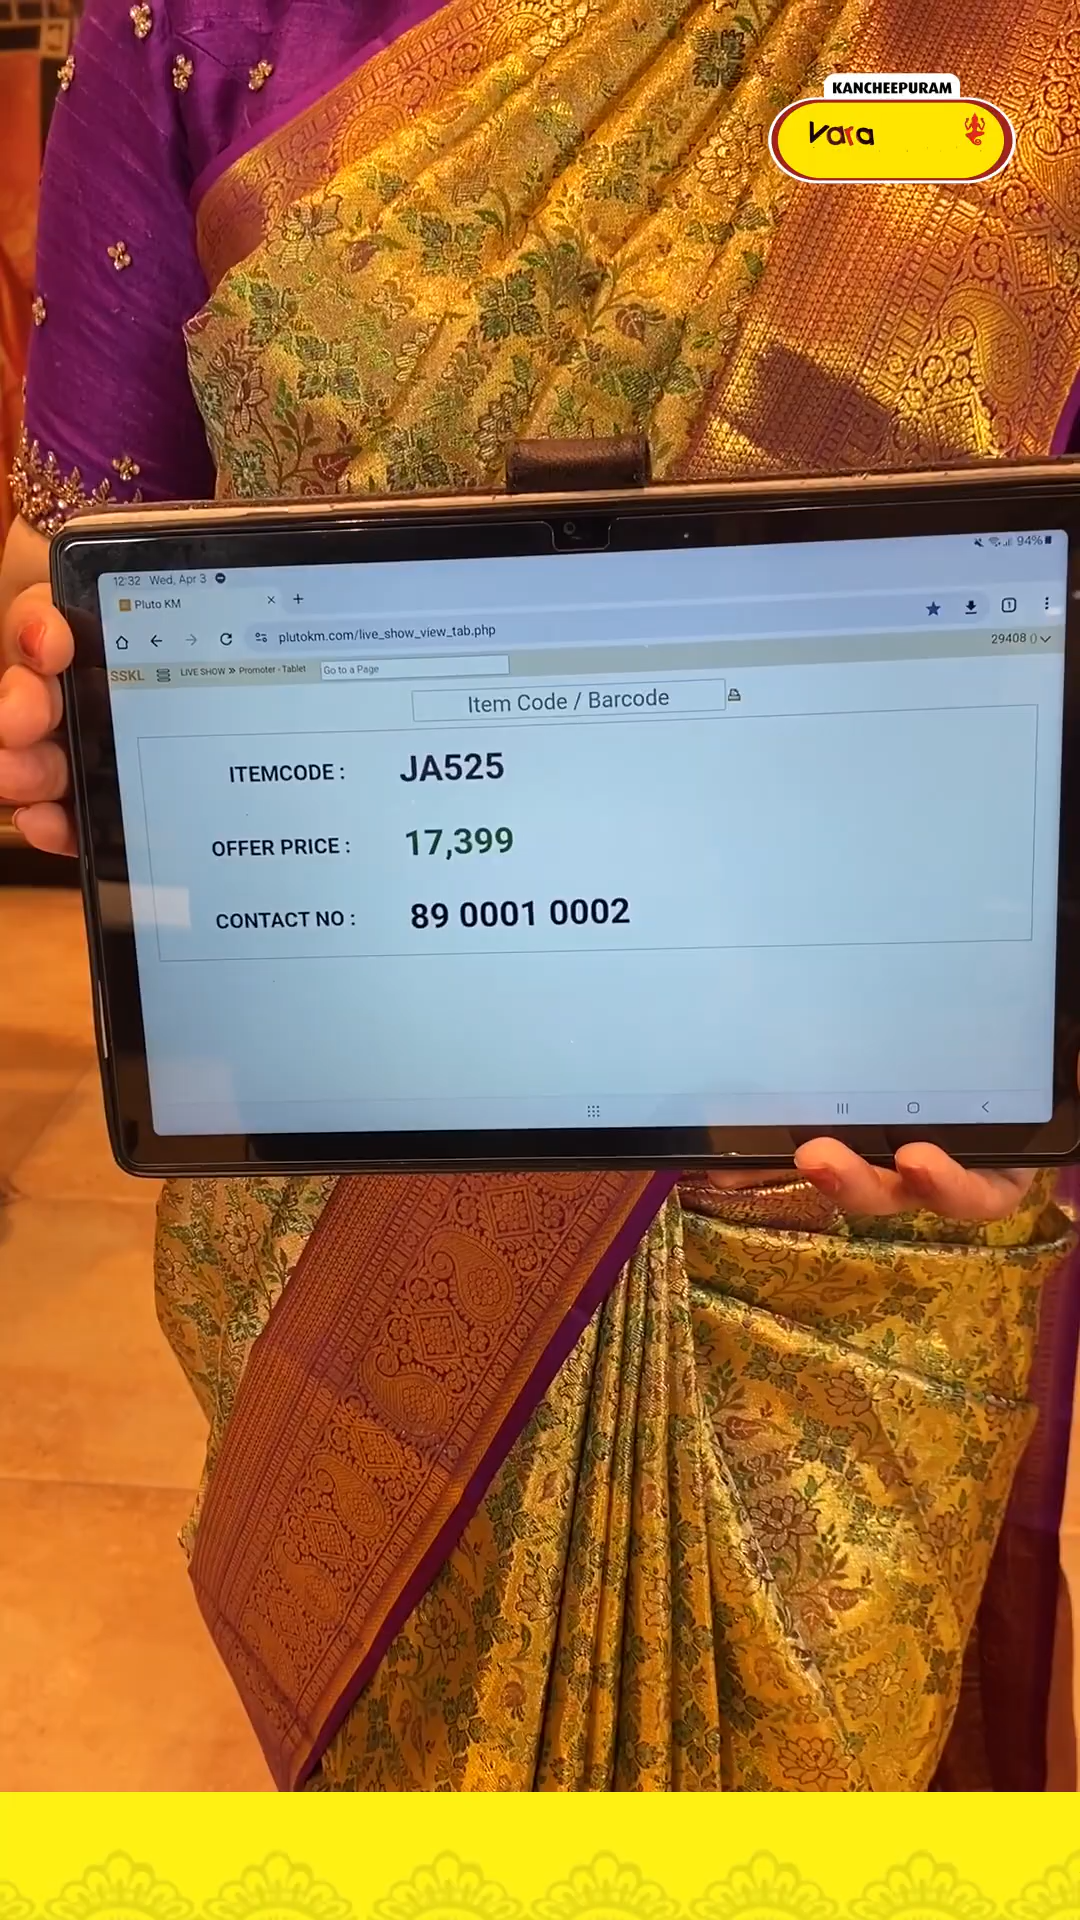 KANCHEEPURAM
Vara
12:32 Wed, Apr 3
94%
Pluto KM
plutokm.com/live_show_view_tab.php
1
29408 ()
SSKL LIVE SHOW » Promoter - Tablet Go to a Page
Item Code / Barcode
ITEMCODE : JA525
OFFER PRICE : 17,399
CONTACT NO : 89 0001 0002